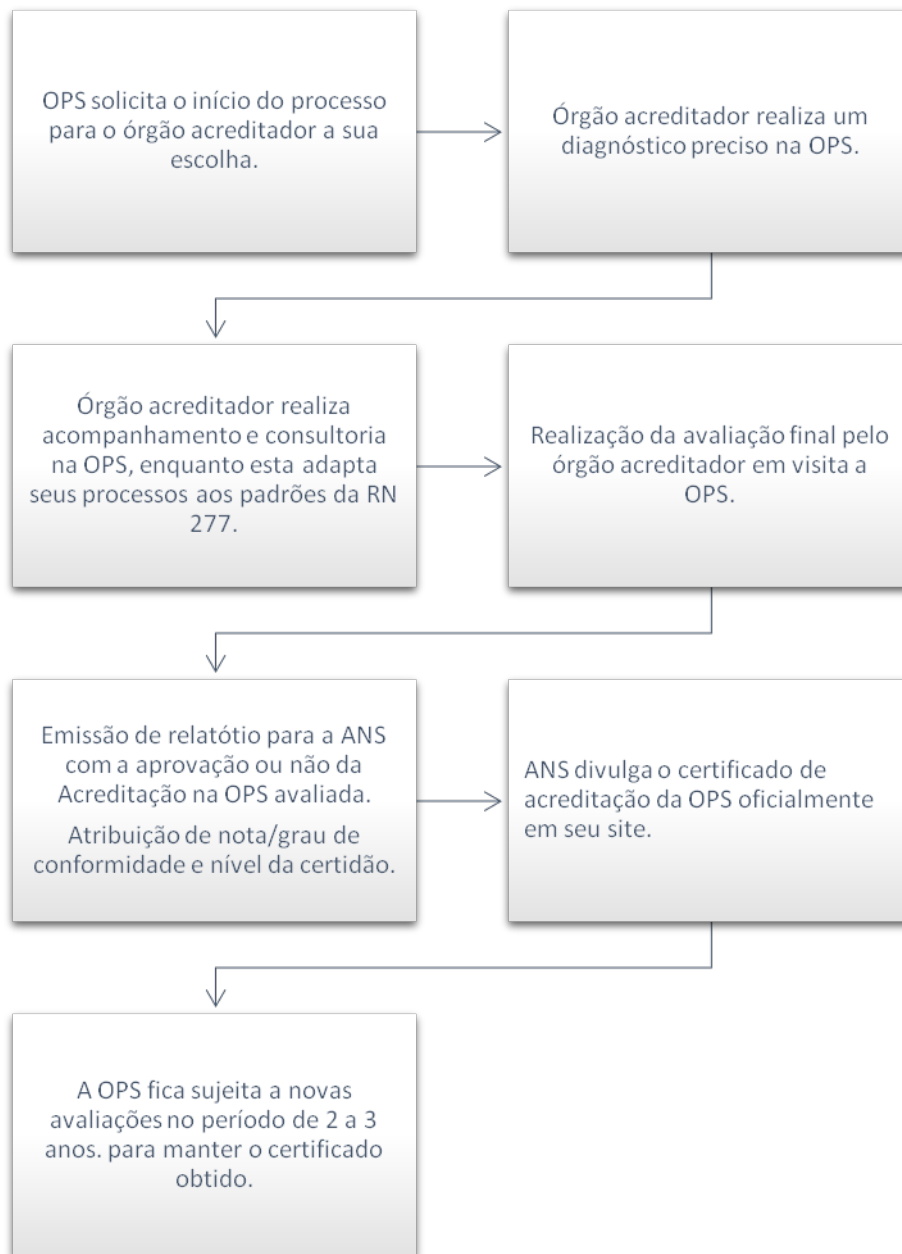 OPS solicita o início do processo
para o órgão acreditador a sua
escolha.
Órgão acreditador realiza um
diagnóstico preciso na OPS.
Órgão acreditador realiza
acompanhamento e consultoria
na OPS, enquanto esta adapta
seus processos aos padrões da RN
277.
Realização da avaliação final pelo
órgão acreditador em visita a
OPS.
Emissão de relatótio para a ANS
com a aprovação ou não da
Acreditação na OPS avaliada.
Atribuição de nota/grau de
conformidade e nível da certidão.
ANS divulga o certificado de
acreditação da OPS oficialmente
em seu site.
A OPS fica sujeita a novas
avaliações no período de 2 a 3
anos. para manter o certificado
obtido.